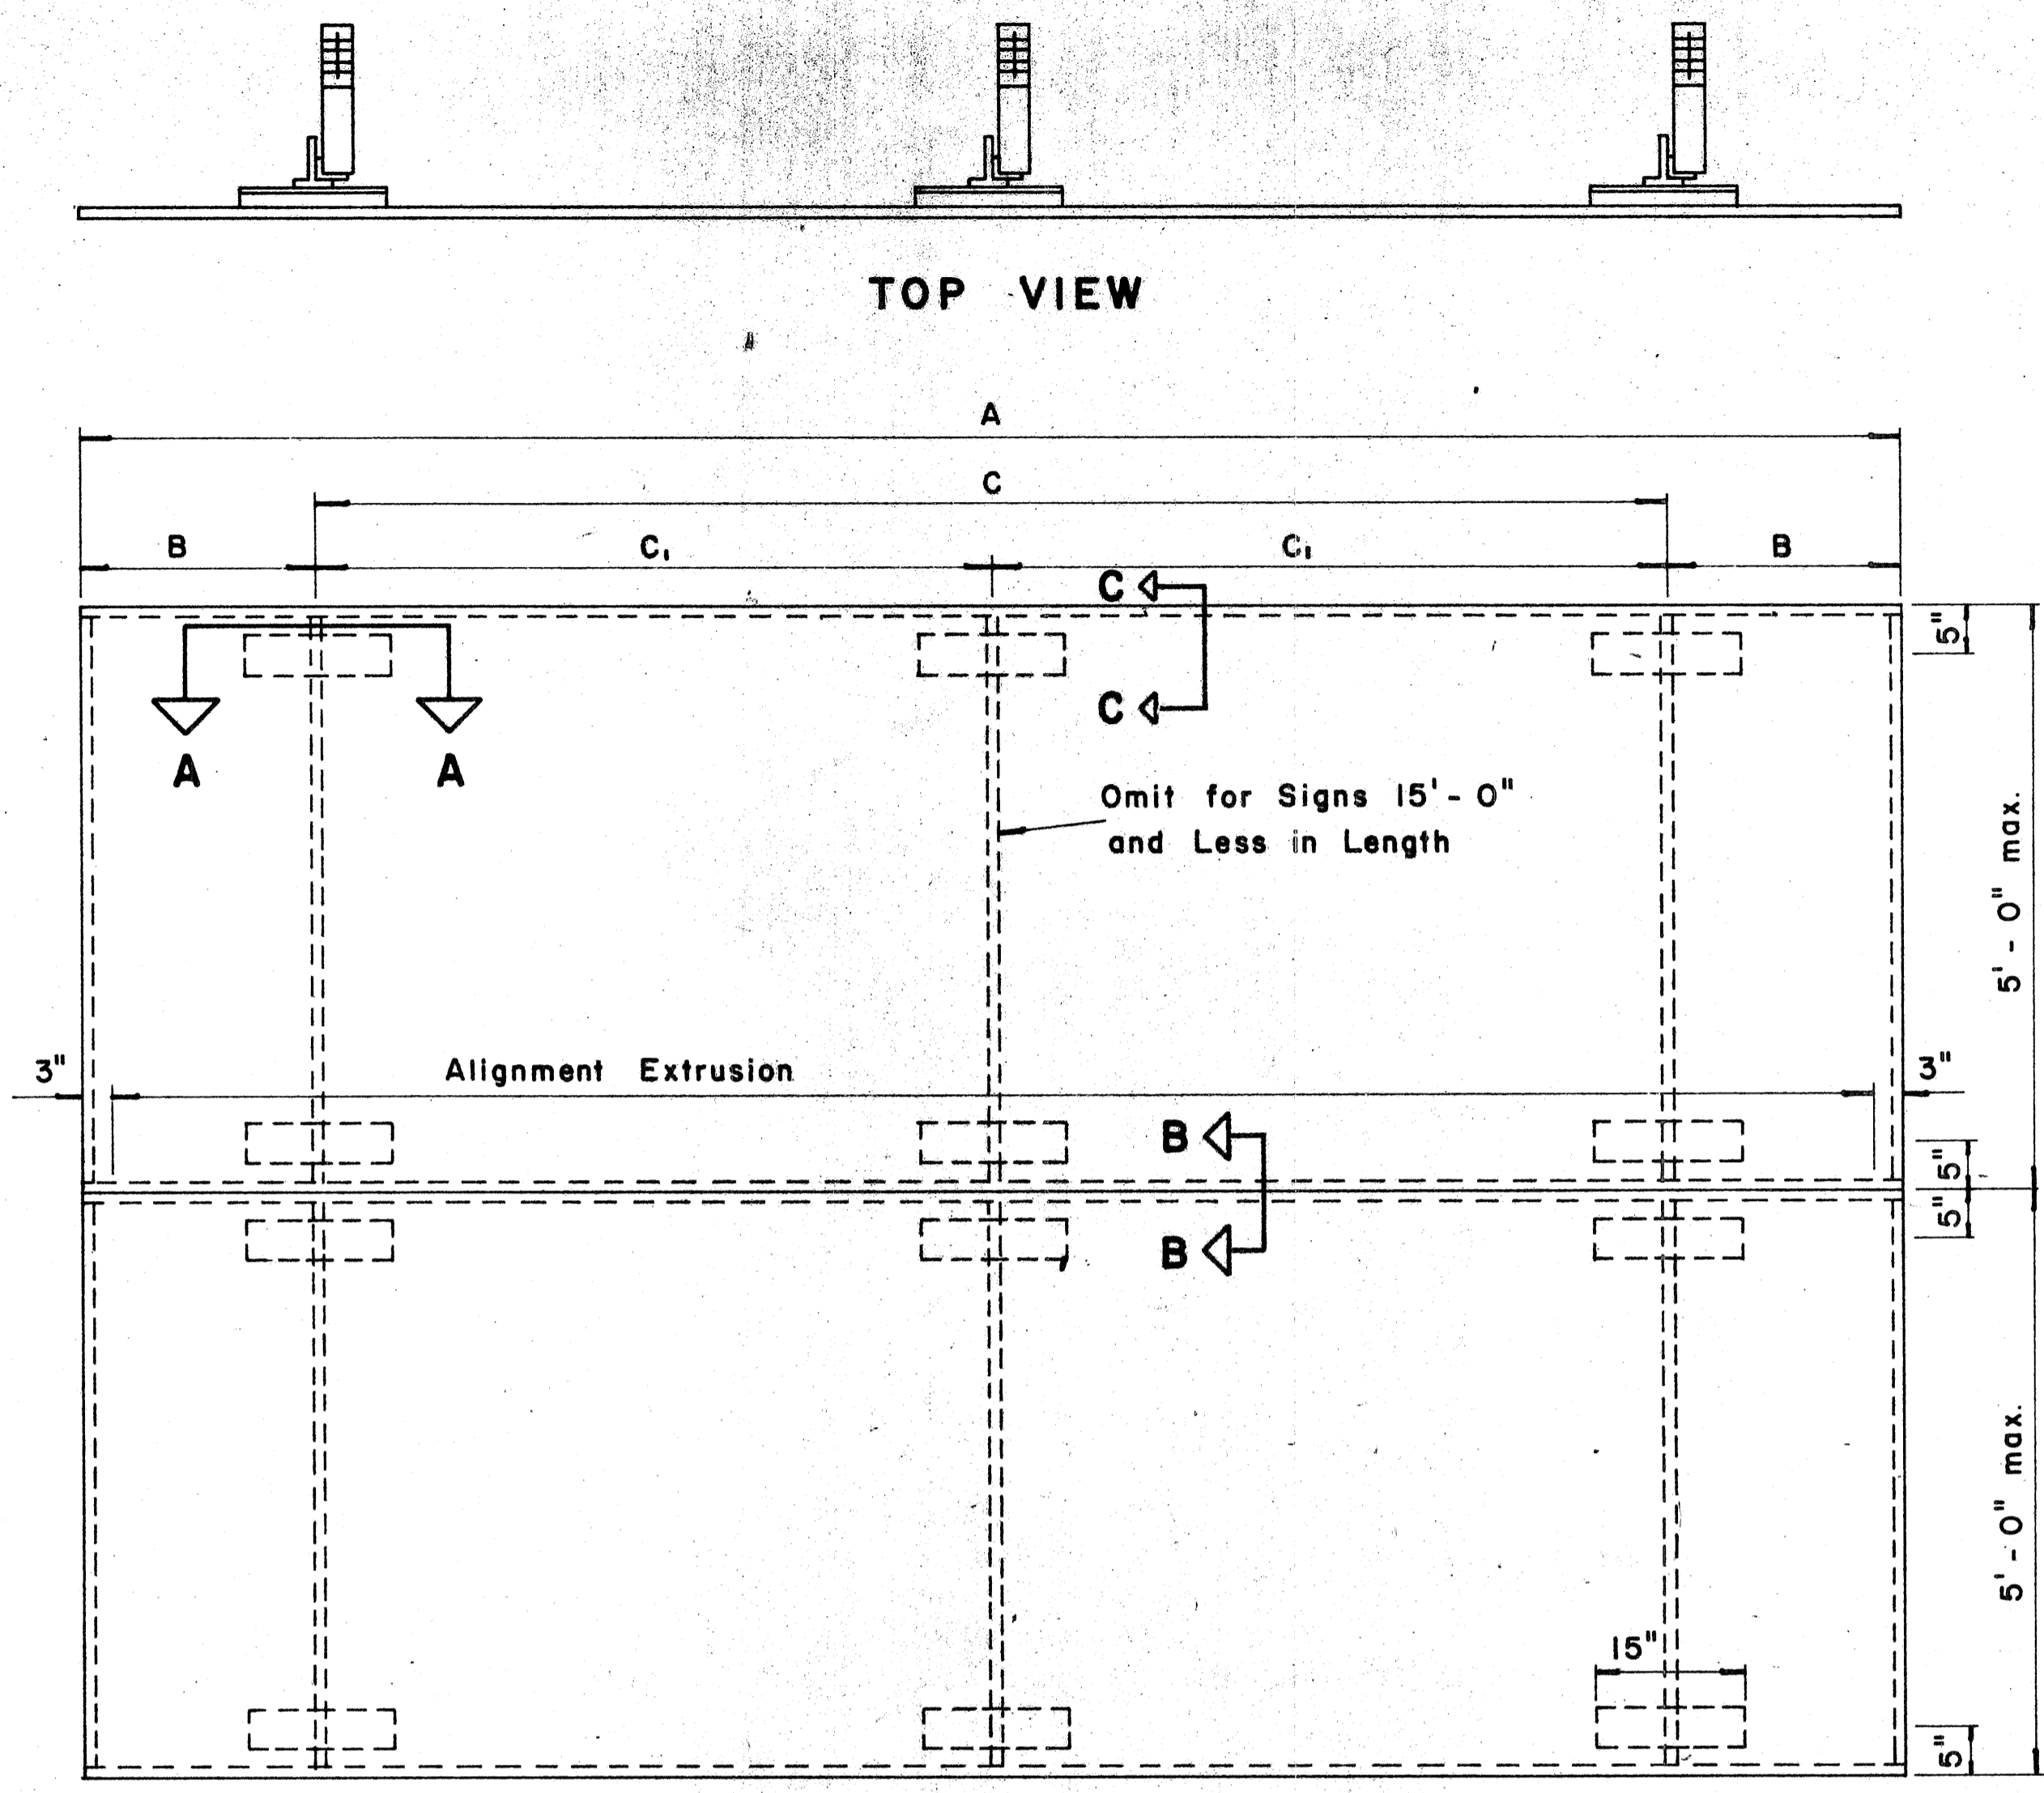 TOP VIEW
A
C
B C₁ C₁ B
C
5"
C
A A
Omit for Signs 15'-0"
and Less in Length
5'-0" max.
3" Alignment Extrusion 3"
B
5"
5"
B
5'-0" max.
15"
5"